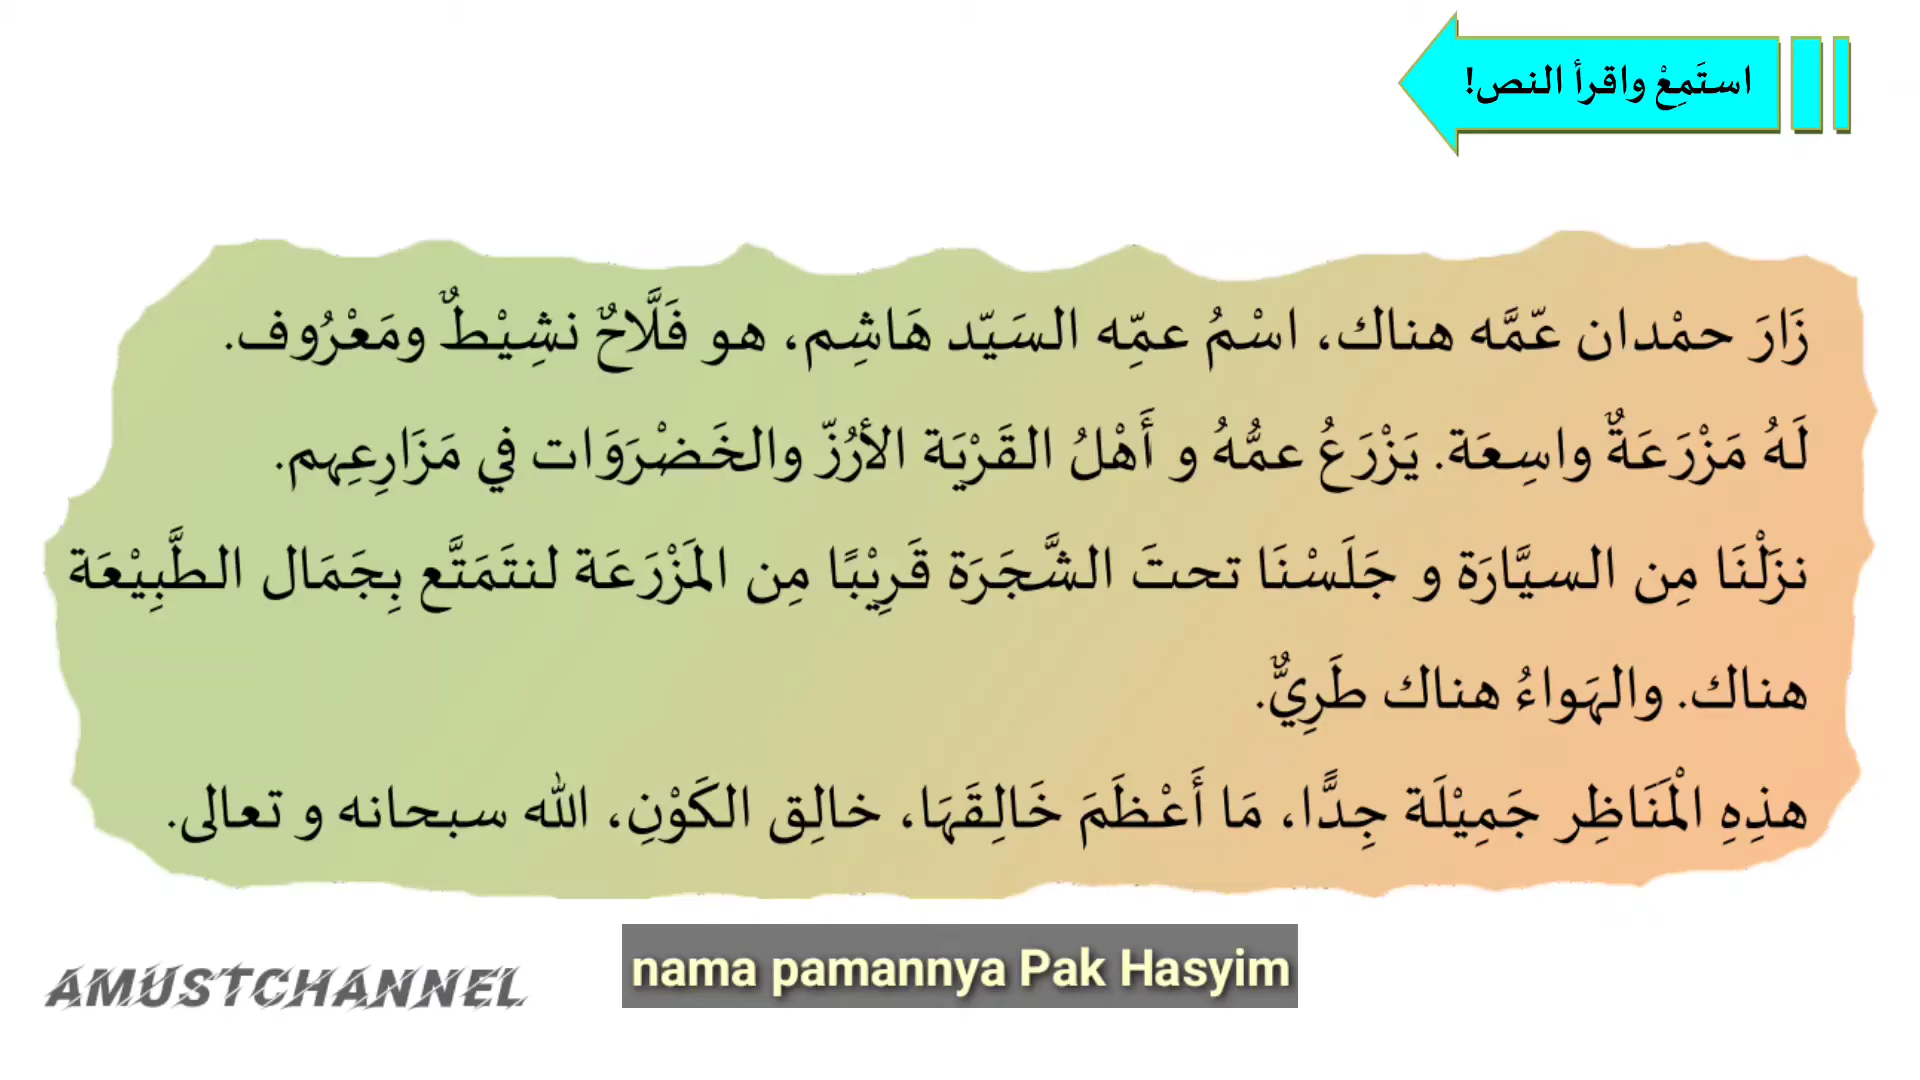 استَمِعْ واقرأ النص!
زَارَ حمْدان عّمَّه هناك، اسْمُ عمِّه السَيّد هَاشِم، هو فَلَّاحٌ نشِيْطٌ ومَعْرُوف.
لَهُ مَزْرَعَةٌ واسِعَة. يَزْرَعُ عمُّهُ و أَهْلُ القَرْيَة الأرُزّ والخَضْرَوَات في مَزَارِعِهم.
نزَلْنَا مِن السيَّارَة و جَلَسْنَا تحتَ الشَّجَرَة قَرِيْبًا مِن المَزْرَعَة لنتَمَتَّع بِجَمَال الطَّبِيْعَة
هناك. والهَواءُ هناك طَرِيٌّ.
هذِهِ الْمَنَاظِر جَمِيْلَة جِدًّا، مَا أَعْظَمَ خَالِقَهَا، خالِق الكَوْنِ، الله سبحانه و تعالى.
nama pamannya Pak Hasyim
AMUSTCHANNEL